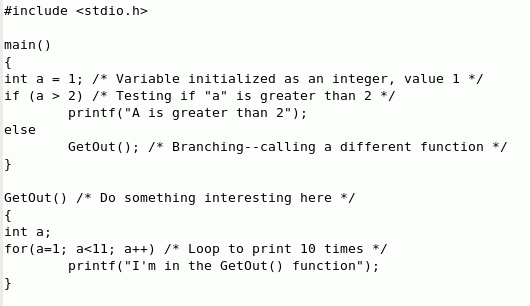 #include <stdio.h>

main()
{
int a = 1; /* Variable initialized as an integer, value 1 */
if (a > 2) /* Testing if "a" is greater than 2 */
        printf("A is greater than 2");
else
        GetOut(); /* Branching--calling a different function */
}

GetOut() /* Do something interesting here */
{
int a;
for(a=1; a<11; a++) /* Loop to print 10 times */
        printf("I'm in the GetOut() function");
}